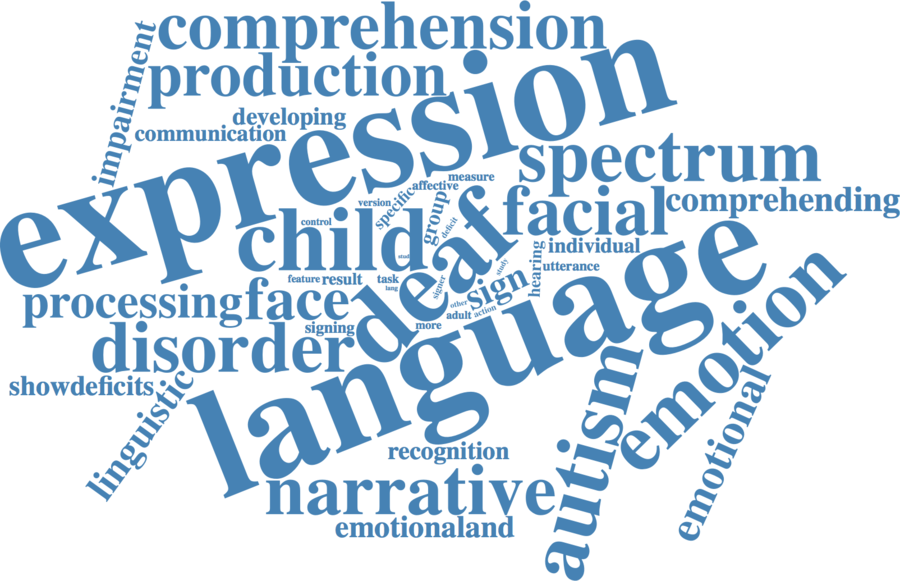 comprehension
impairment
production
expression
developing
communication
spectrum
measure
affective
specific
version
comprehending
facial
group
deficit
control
child
deaf
individual
hearing
utterance
language
study
stud
feature
result
task
lang
signer
sign
other
action
adult
more
processing
face
signing
disorder
emotion
showdeficits
linguistic
autism
emotional
recognition
narrative
emotionaland